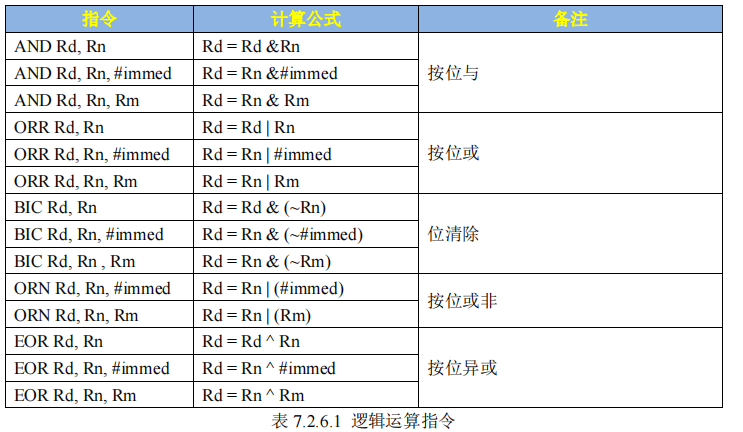 指令 计算公式 备注
AND Rd, Rn Rd = Rd &Rn
AND Rd, Rn, #immed Rd = Rn &#immed 按位与
AND Rd, Rn, Rm Rd = Rn & Rm
ORR Rd, Rn Rd = Rd | Rn
ORR Rd, Rn, #immed Rd = Rn | #immed 按位或
ORR Rd, Rn, Rm Rd = Rn | Rm
BIC Rd, Rn Rd = Rd & (~Rn)
BIC Rd, Rn, #immed Rd = Rn & (~#immed) 位清除
BIC Rd, Rn , Rm Rd = Rn & (~Rm)
ORN Rd, Rn, #immed Rd = Rn | (#immed)
按位或非
ORN Rd, Rn, Rm Rd = Rn | (Rm)
EOR Rd, Rn Rd = Rd ^ Rn
EOR Rd, Rn, #immed Rd = Rn ^ #immed 按位异或
EOR Rd, Rn, Rm Rd = Rn ^ Rm
表 7.2.6.1 逻辑运算指令